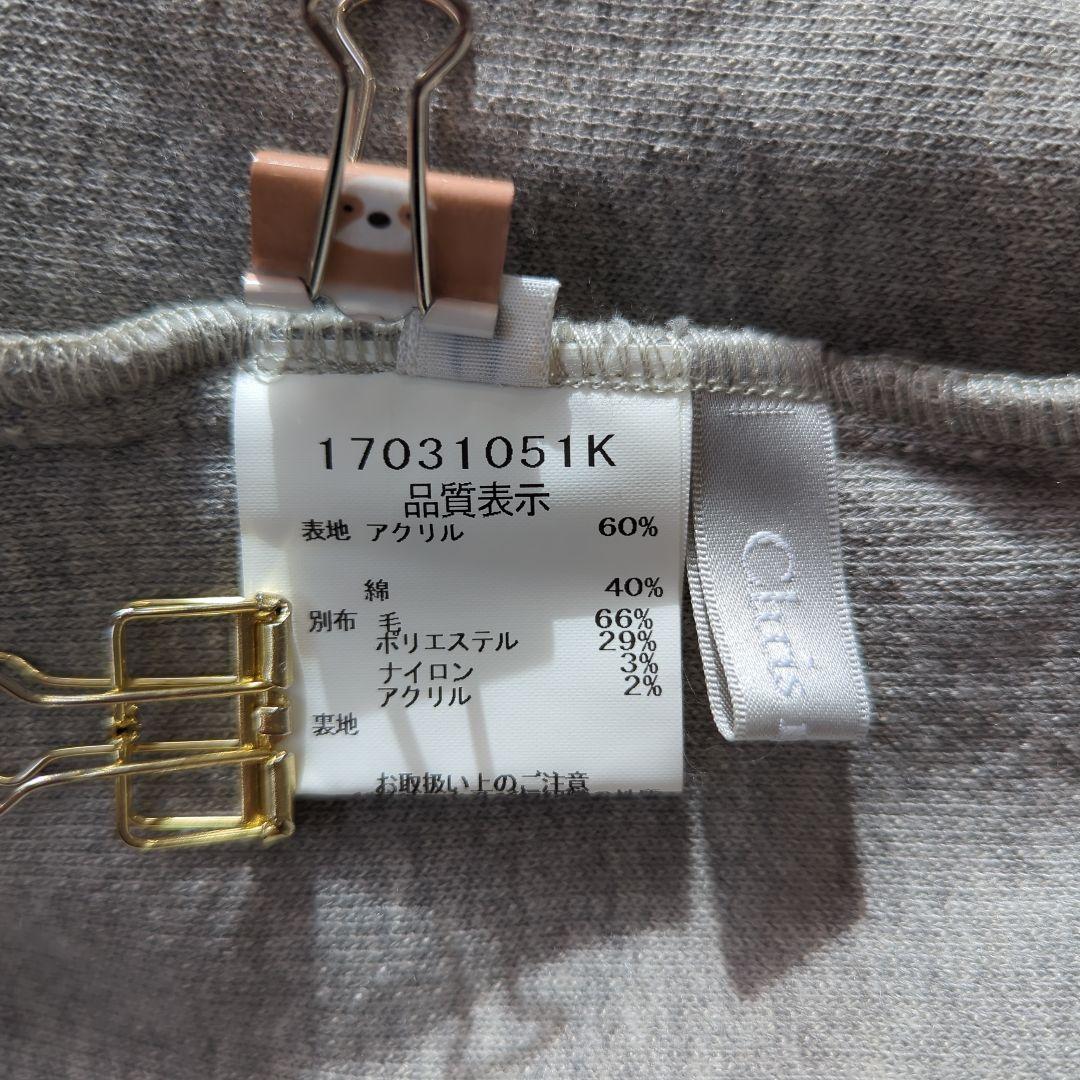 17031051K
品質表示
表地 アクリル 60%
綿 40%
別布 毛 66%
ポリエステル 29%
ナイロン 3%
アクリル 2%
裏地
お取扱い上のご注意
Chris